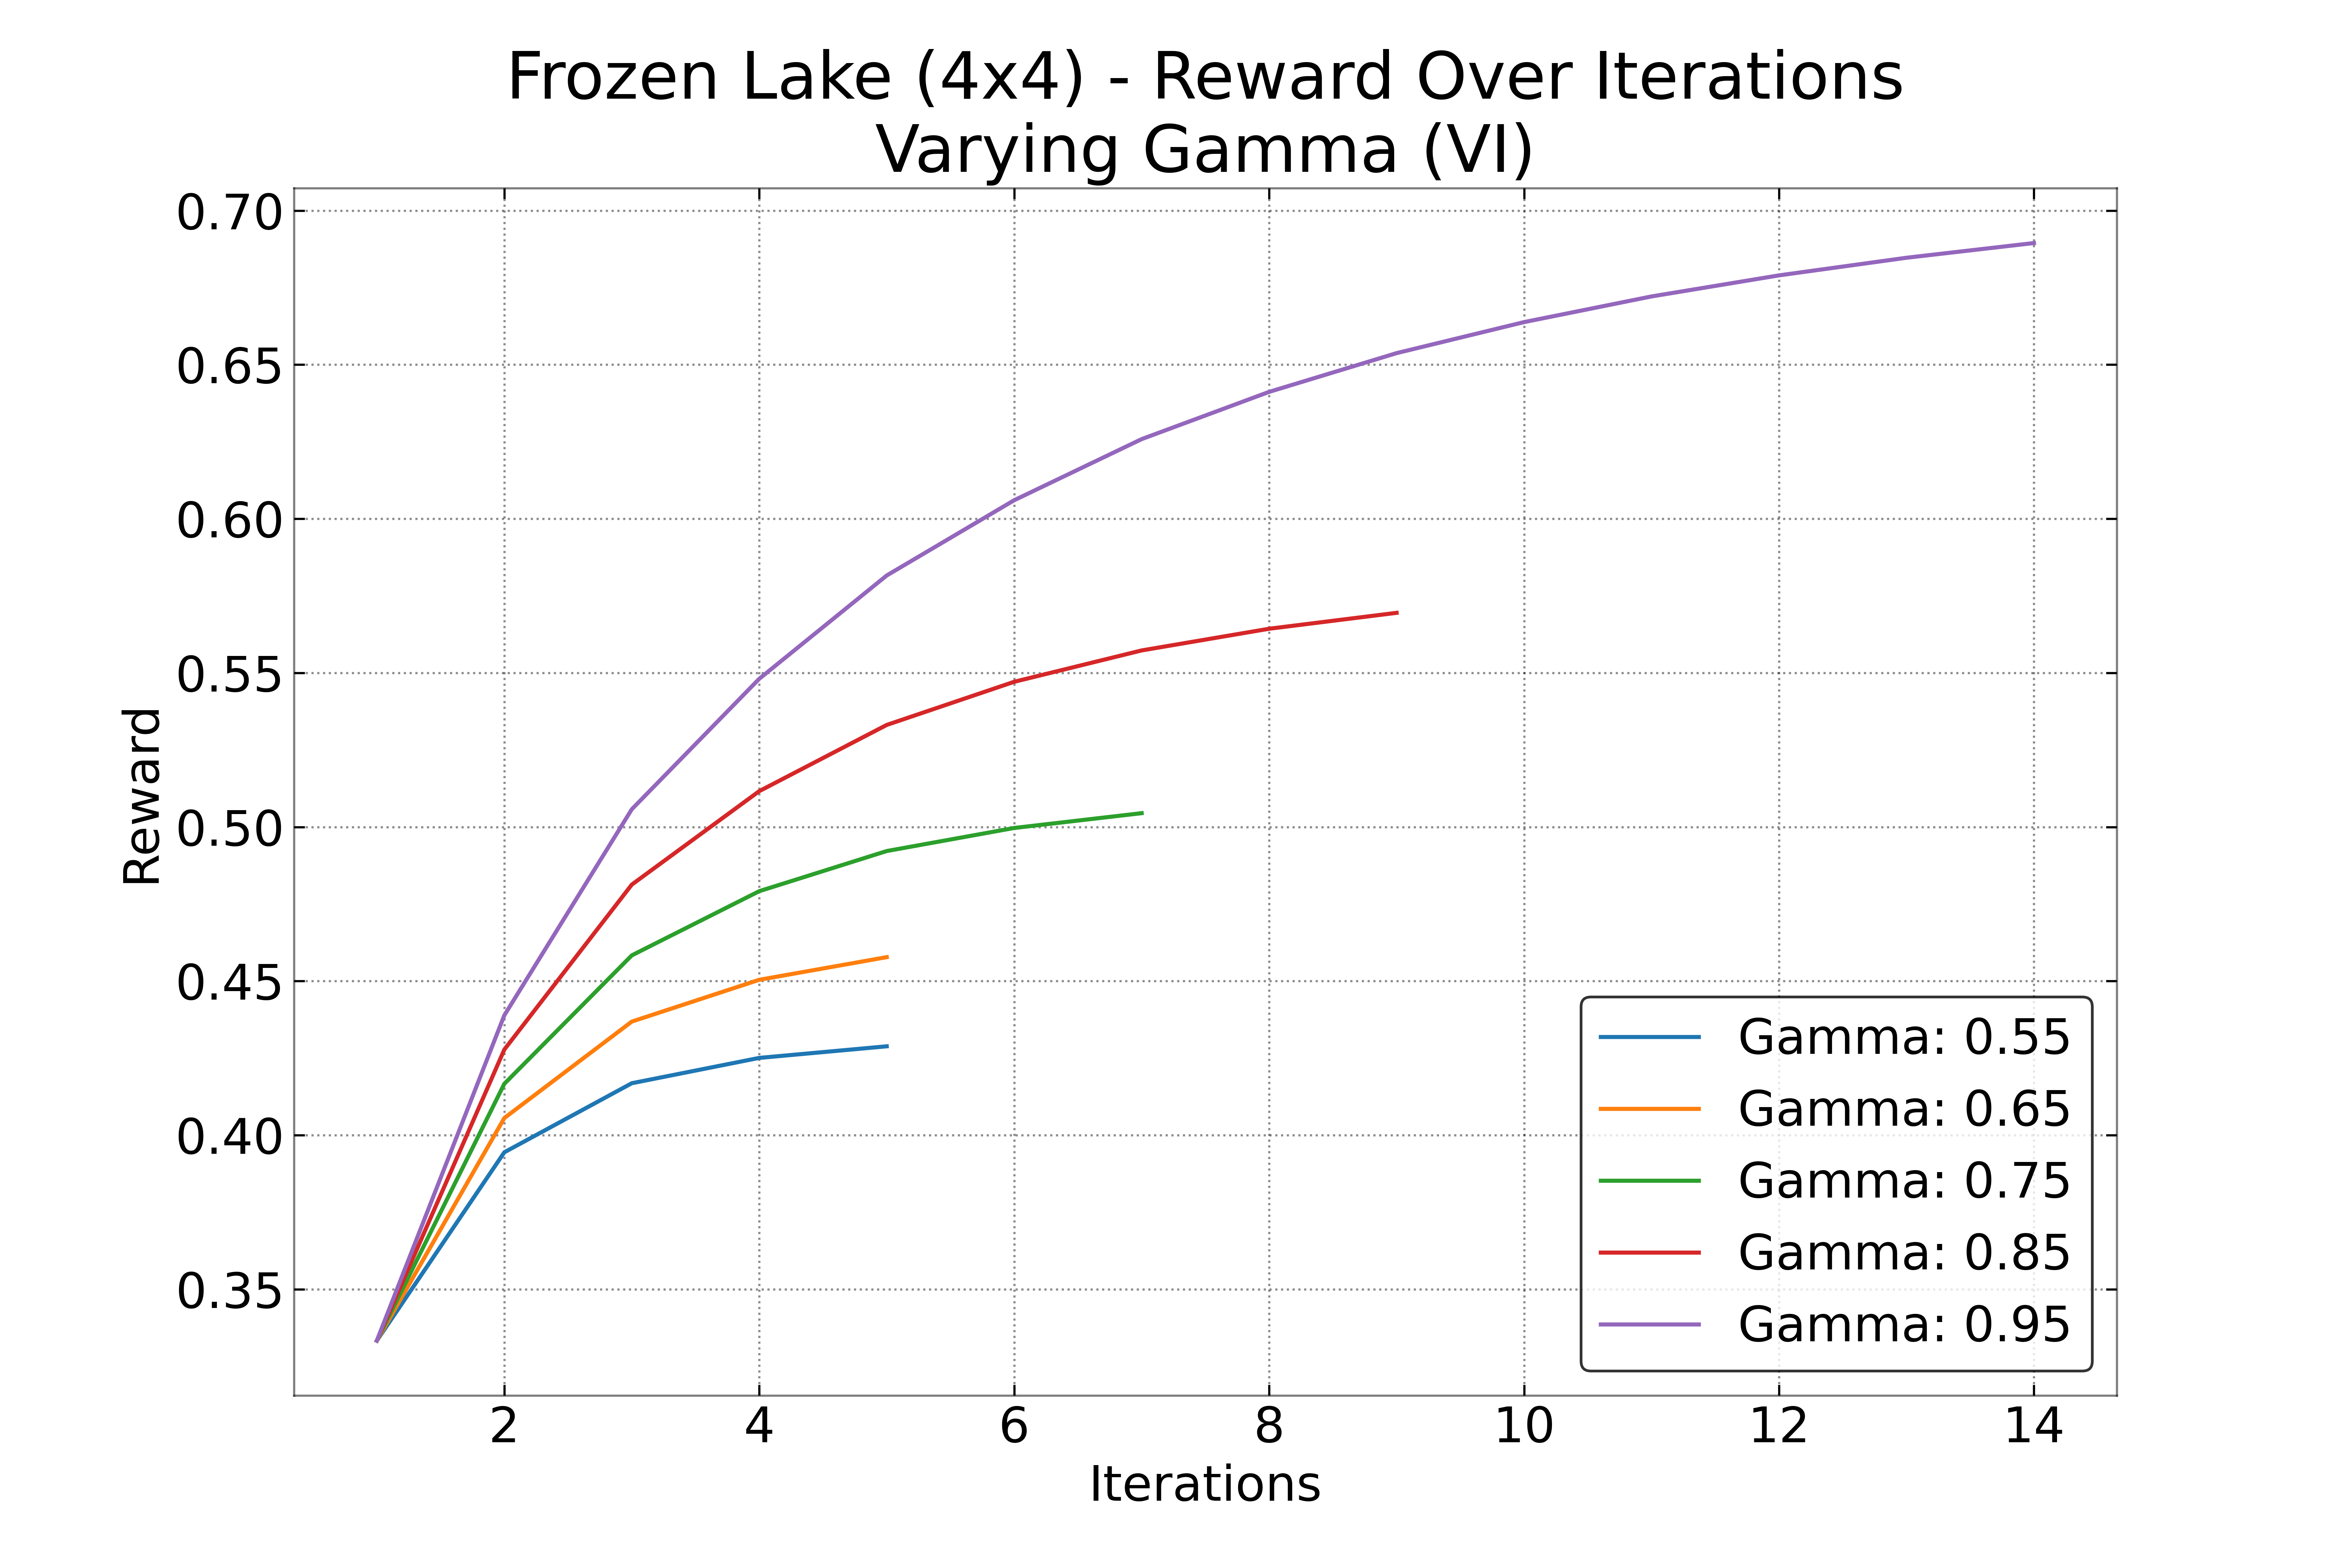 Frozen Lake (4x4) - Reward Over Iterations
Varying Gamma (VI)
0.70
0.65
0.60
0.55
0.50
0.45
0.40
0.35
Reward
Gamma: 0.55
Gamma: 0.65
Gamma: 0.75
Gamma: 0.85
Gamma: 0.95
2 4 6 8 10 12 14
Iterations